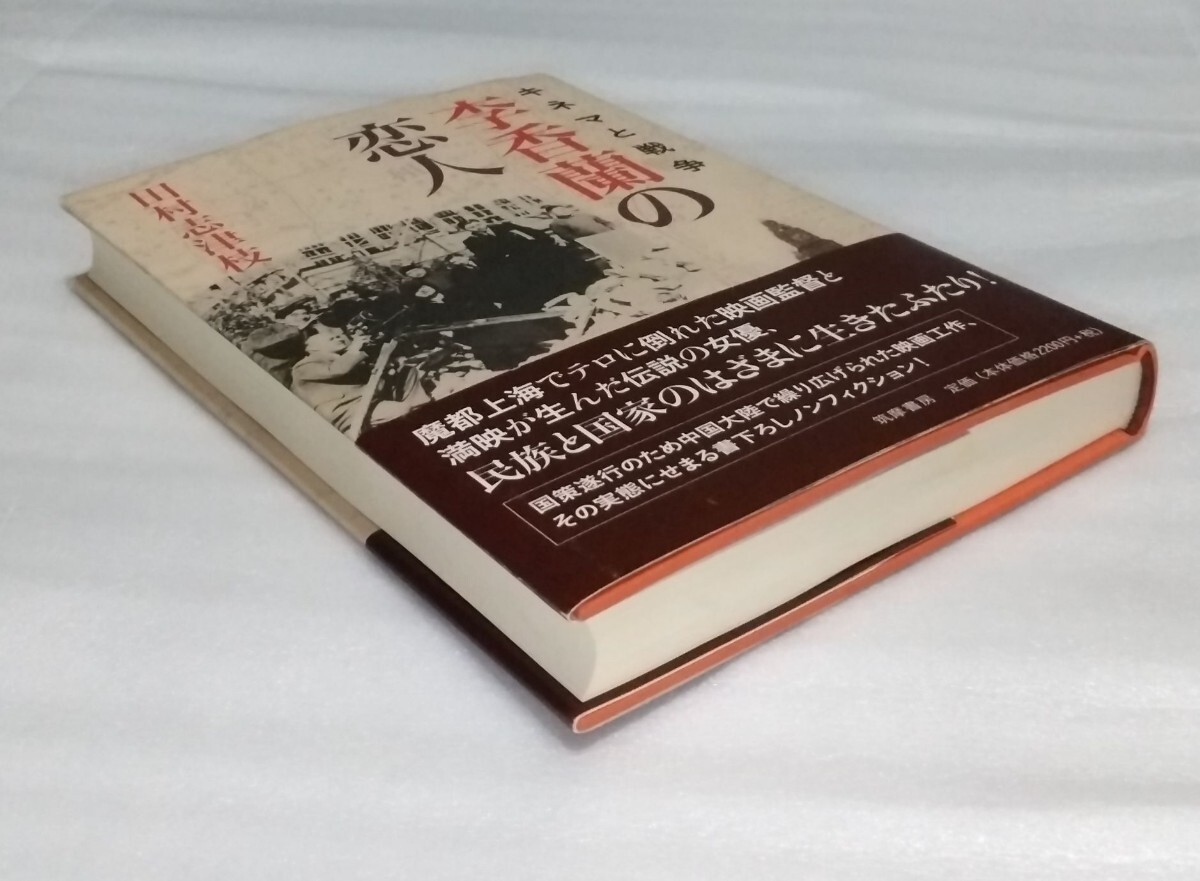 キネマと戦争
李香蘭の
恋人
田村志津枝
魔都上海でテロに倒れた映画監督と
満映が生んだ伝説の女優、
民族と国家のはざまに生きたふたり!
国策遂行のため中国大陸で繰り広げられた映画工作、
その実態にせまる書下ろしノンフィクション!
筑摩書房 定価(本体価格2200円+税)